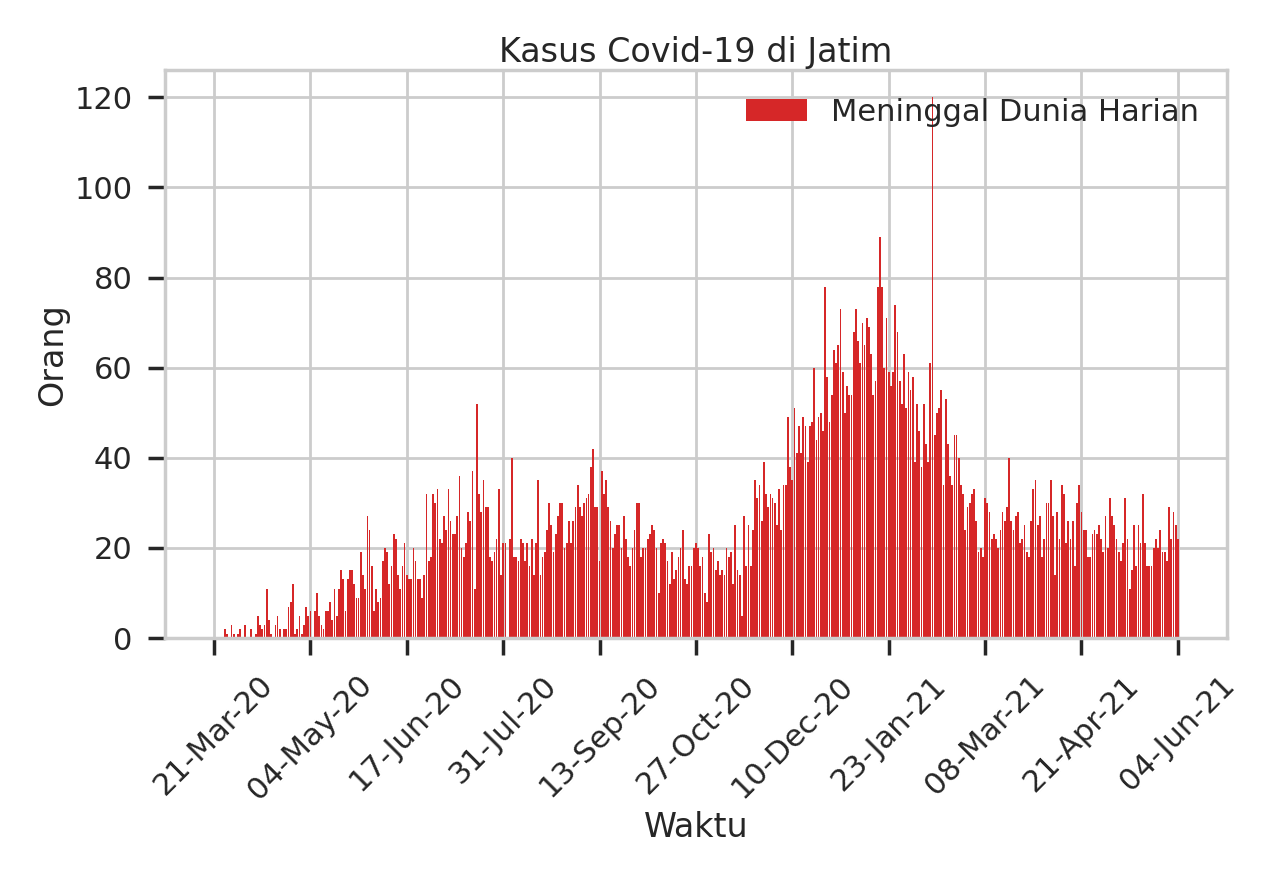 Kasus Covid-19 di Jatim
Meninggal Dunia Harian
120
100
80
60
40
20
0
Orang
21-Mar-20
04-May-20
17-Jun-20
31-Jul-20
13-Sep-20
27-Oct-20
10-Dec-20
23-Jan-21
08-Mar-21
21-Apr-21
04-Jun-21
Waktu